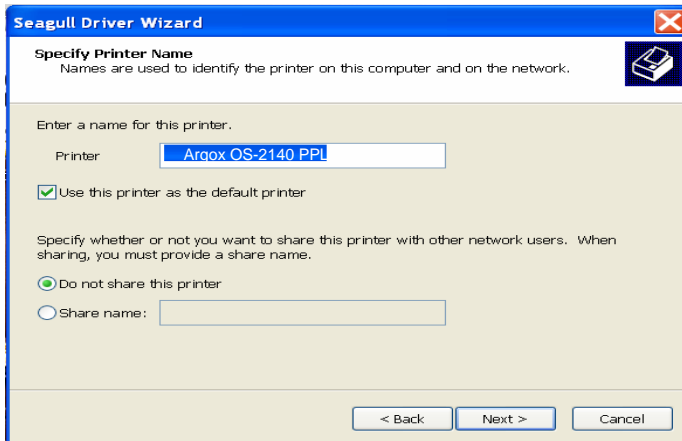 Seagull Driver Wizard
Specify Printer Name
Names are used to identify the printer on this computer and on the network.
Enter a name for this printer.
Printer Argox OS-2140 PPL
Use this printer as the default printer
Specify whether or not you want to share this printer with other network users. When
sharing, you must provide a share name.
Do not share this printer
Share name:
< Back Next > Cancel